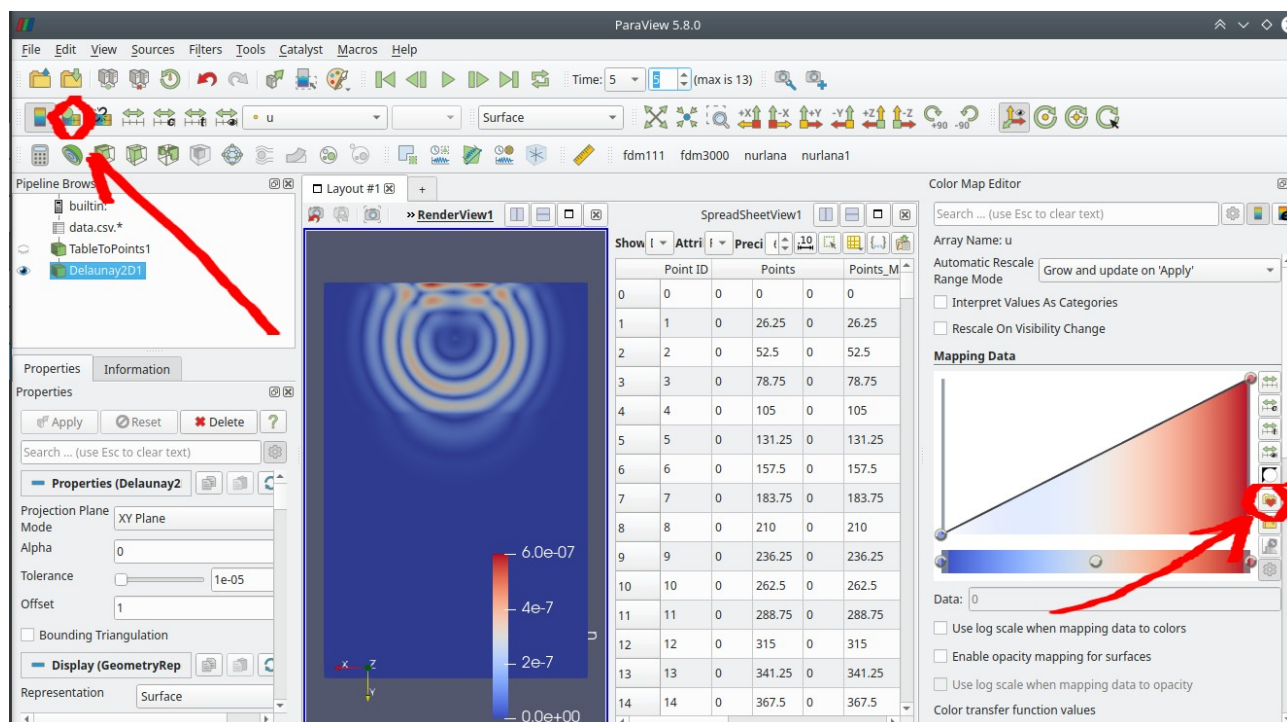 ParaView 5.8.0
File Edit View Sources Filters Tools Catalyst Macros Help
Time: 5 5 (max is 13)
u Surface +X -X +Y -Y +Z -Z +90 -90
fdm111 fdm3000 nurlana nurlana1
Pipeline Brows
builtin:
data.csv.*
TableToPoints1
Delaunay2D1
Properties Information
Properties
Apply Reset Delete ?
Search ... (use Esc to clear text)
Properties (Delaunay2
Projection Plane Mode XY Plane
Alpha 0
Tolerance 1e-05
Offset 1
Bounding Triangulation
Display (GeometryRep
Representation Surface
Layout #1 +
» RenderView1
X Z
Y
6.0e-07
4e-7
2e-7
0.0e+00
u
SpreadSheetView1
Show Attri Preci
Point ID Points Points_M
0 0 0 0 0 0
1 1 0 26.25 0 26.25
2 2 0 52.5 0 52.5
3 3 0 78.75 0 78.75
4 4 0 105 0 105
5 5 0 131.25 0 131.25
6 6 0 157.5 0 157.5
7 7 0 183.75 0 183.75
8 8 0 210 0 210
9 9 0 236.25 0 236.25
10 10 0 262.5 0 262.5
11 11 0 288.75 0 288.75
12 12 0 315 0 315
13 13 0 341.25 0 341.25
14 14 0 367.5 0 367.5
Color Map Editor
Search ... (use Esc to clear text)
Array Name: u
Automatic Rescale
Range Mode
Grow and update on 'Apply'
Interpret Values As Categories
Rescale On Visibility Change
Mapping Data
Data: 0
Use log scale when mapping data to colors
Enable opacity mapping for surfaces
Use log scale when mapping data to opacity
Color transfer function values